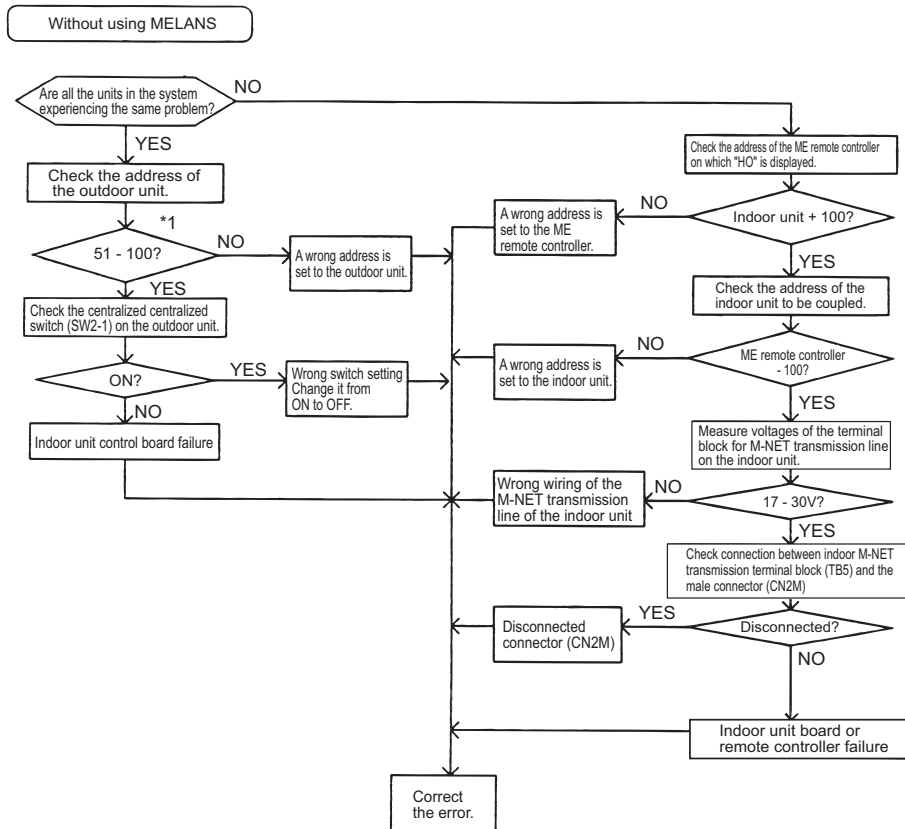 Without using MELANS
Are all the units in the system
experiencing the same problem?
NO
YES
Check the address of
the outdoor unit.
*1
51 - 100?
NO
A wrong address is
set to the outdoor unit.
YES
Check the centralized centralized
switch (SW2-1) on the outdoor unit.
ON?
YES
Wrong switch setting
Change it from
ON to OFF.
NO
Indoor unit control board failure
Check the address of the ME remote controller
on which "HO" is displayed.
Indoor unit + 100?
NO
A wrong address is
set to the ME
remote controller.
YES
Check the address of the
indoor unit to be coupled.
ME remote controller
- 100?
NO
A wrong address is
set to the indoor unit.
YES
Measure voltages of the terminal
block for M-NET transmission line
on the indoor unit.
17 - 30V?
NO
Wrong wiring of the
M-NET transmission
line of the indoor unit
YES
Check connection between indoor M-NET
transmission terminal block (TB5) and the
male connector (CN2M)
Disconnected?
YES
Disconnected
connector (CN2M)
NO
Indoor unit board or
remote controller failure
Correct
the error.